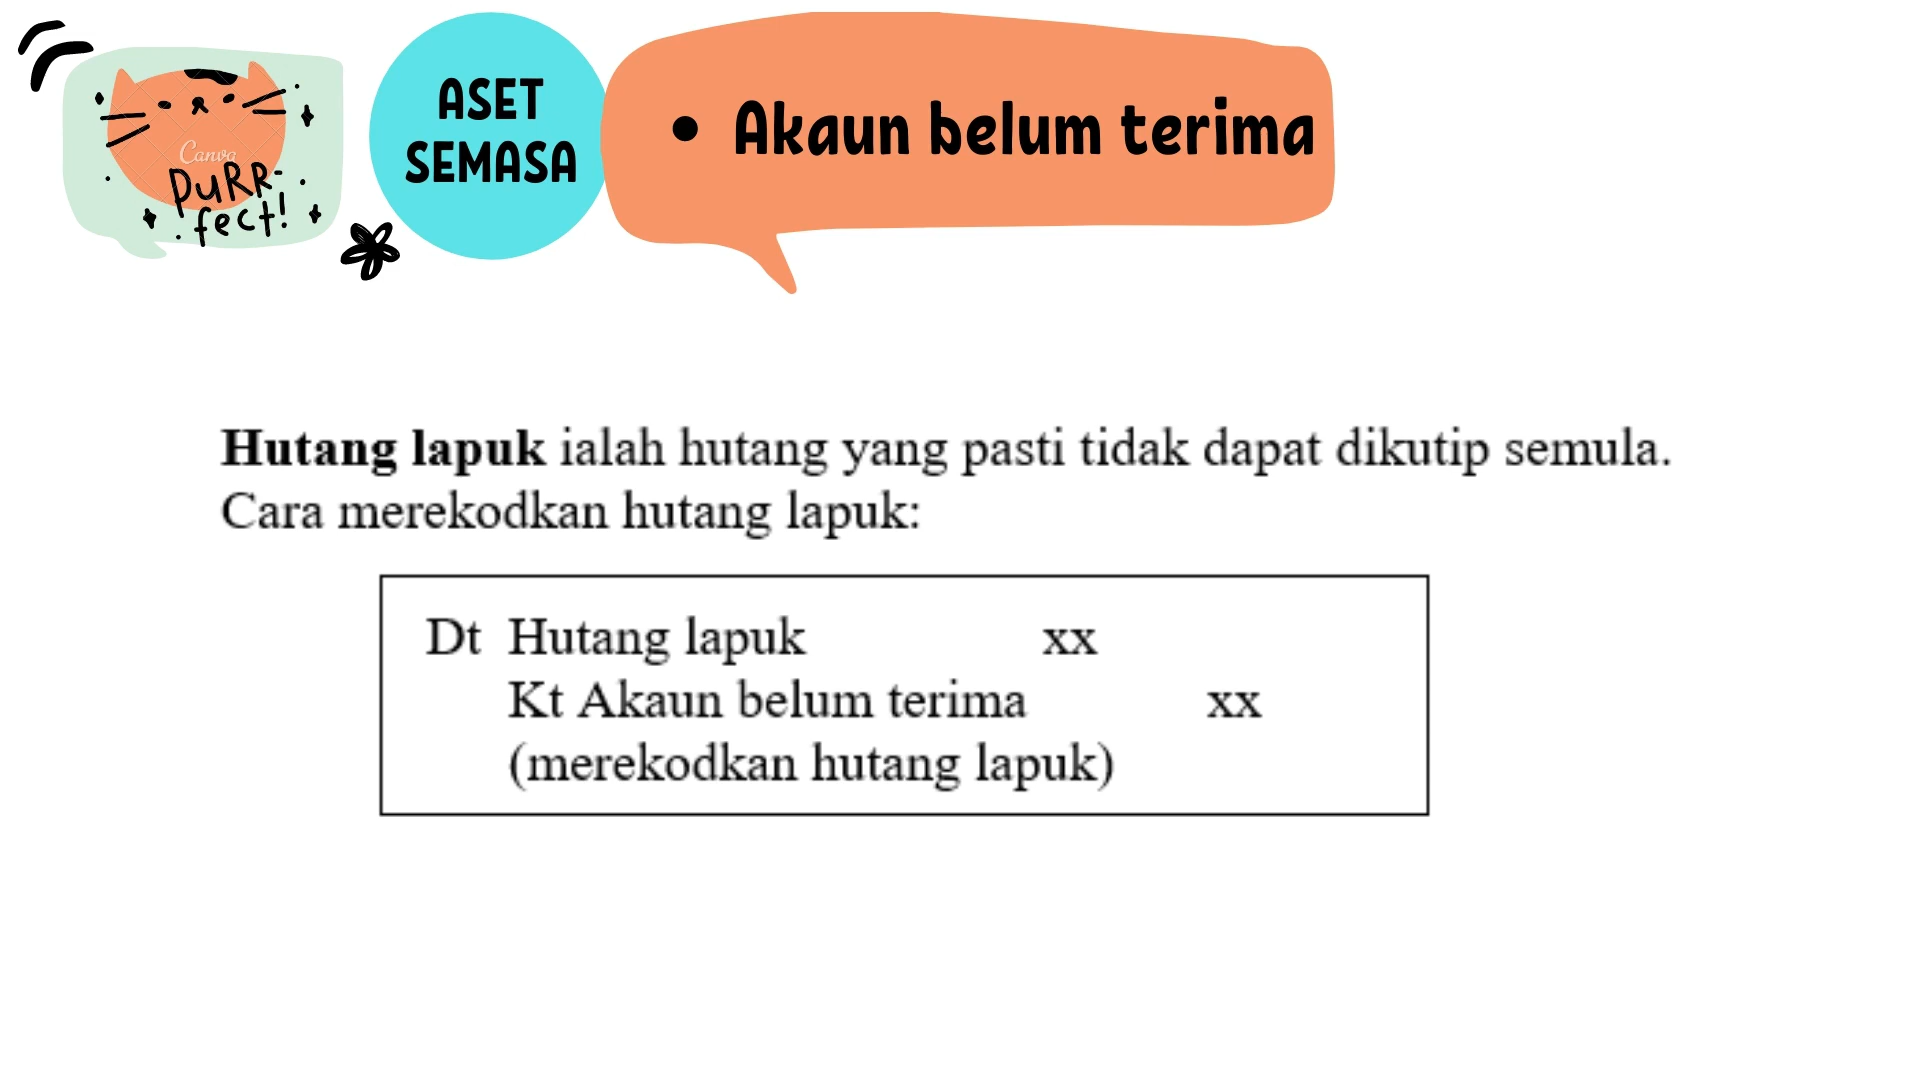 Canva
PURR-
fect!
ASET
SEMASA
• Akaun belum terima
Hutang lapuk ialah hutang yang pasti tidak dapat dikutip semula.
Cara merekodkan hutang lapuk:
Dt Hutang lapuk xx
Kt Akaun belum terima xx
(merekodkan hutang lapuk)